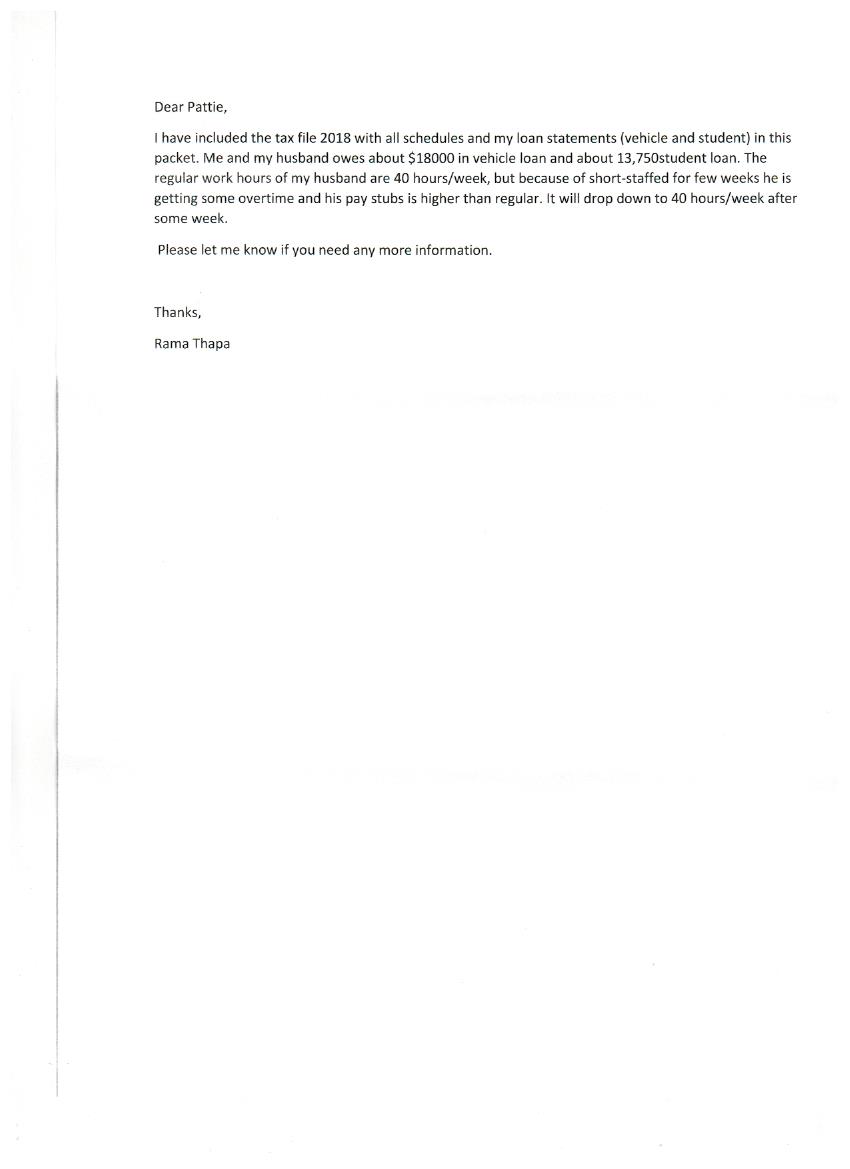 Dear Pattie,
I have included the tax file 2018 with all schedules and my loan statements (vehicle and student) in this
packet. Me and my husband owes about $18000 in vehicle loan and about 13,750student loan. The
regular work hours of my husband are 40 hours/week, but because of short-staffed for few weeks he is
getting some overtime and his pay stubs is higher than regular. It will drop down to 40 hours/week after
some week.
Please let me know if you need any more information.
Thanks,
Rama Thapa